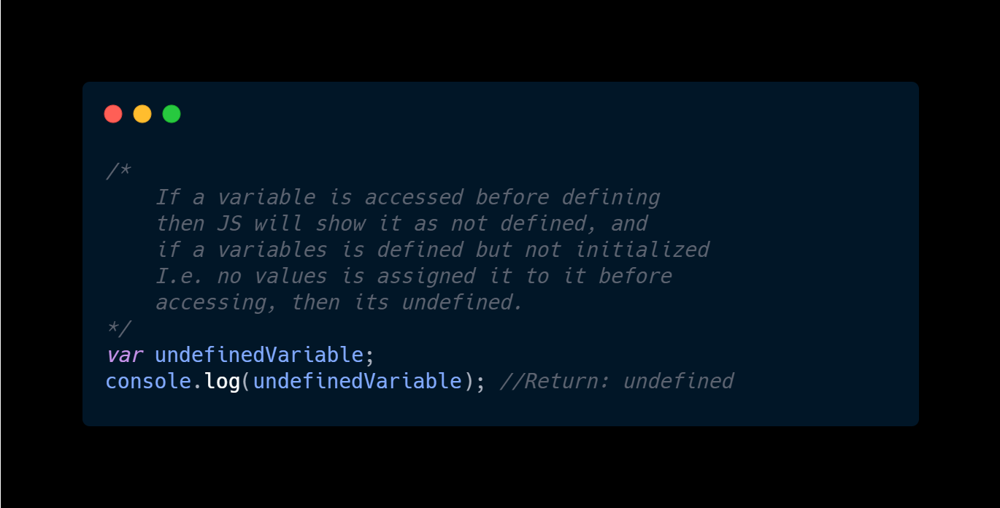 /*
    If a variable is accessed before defining
    then JS will show it as not defined, and
    if a variables is defined but not initialized
    I.e. no values is assigned it to it before
    accessing, then its undefined.
*/
var undefinedVariable;
console.log(undefinedVariable); //Return: undefined